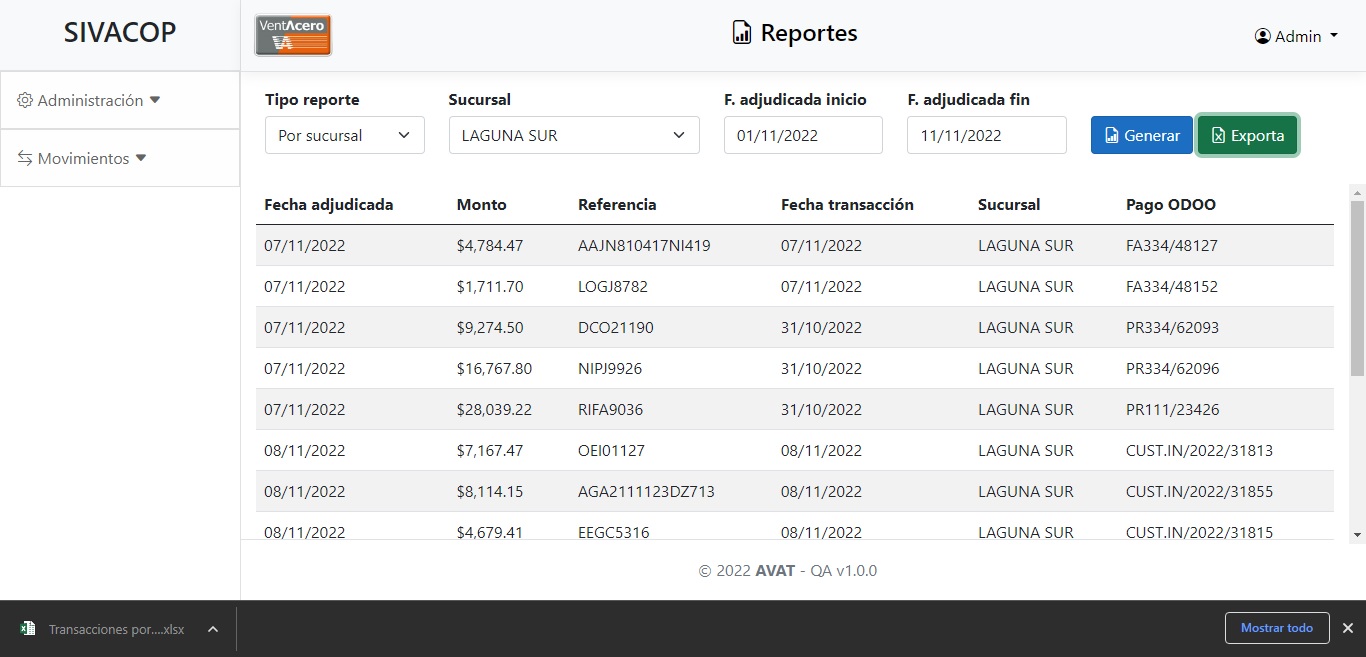 SIVACOP
VentAcero
VA
Reportes
Admin
Administración
Movimientos
Tipo reporte Sucursal F. adjudicada inicio F. adjudicada fin
Por sucursal LAGUNA SUR 01/11/2022 11/11/2022 Generar Exporta
Fecha adjudicada Monto Referencia Fecha transacción Sucursal Pago ODOO
07/11/2022 $4,784.47 AAJN810417NI419 07/11/2022 LAGUNA SUR FA334/48127
07/11/2022 $1,711.70 LOGJ8782 07/11/2022 LAGUNA SUR FA334/48152
07/11/2022 $9,274.50 DCO21190 31/10/2022 LAGUNA SUR PR334/62093
07/11/2022 $16,767.80 NIPJ9926 31/10/2022 LAGUNA SUR PR334/62096
07/11/2022 $28,039.22 RIFA9036 31/10/2022 LAGUNA SUR PR111/23426
08/11/2022 $7,167.47 OEI01127 08/11/2022 LAGUNA SUR CUST.IN/2022/31813
08/11/2022 $8,114.15 AGA2111123DZ713 08/11/2022 LAGUNA SUR CUST.IN/2022/31855
08/11/2022 $4,679.41 EEGC5316 08/11/2022 LAGUNA SUR CUST.IN/2022/31815
© 2022 AVAT - QA v1.0.0
Transacciones por....xlsx
Mostrar todo